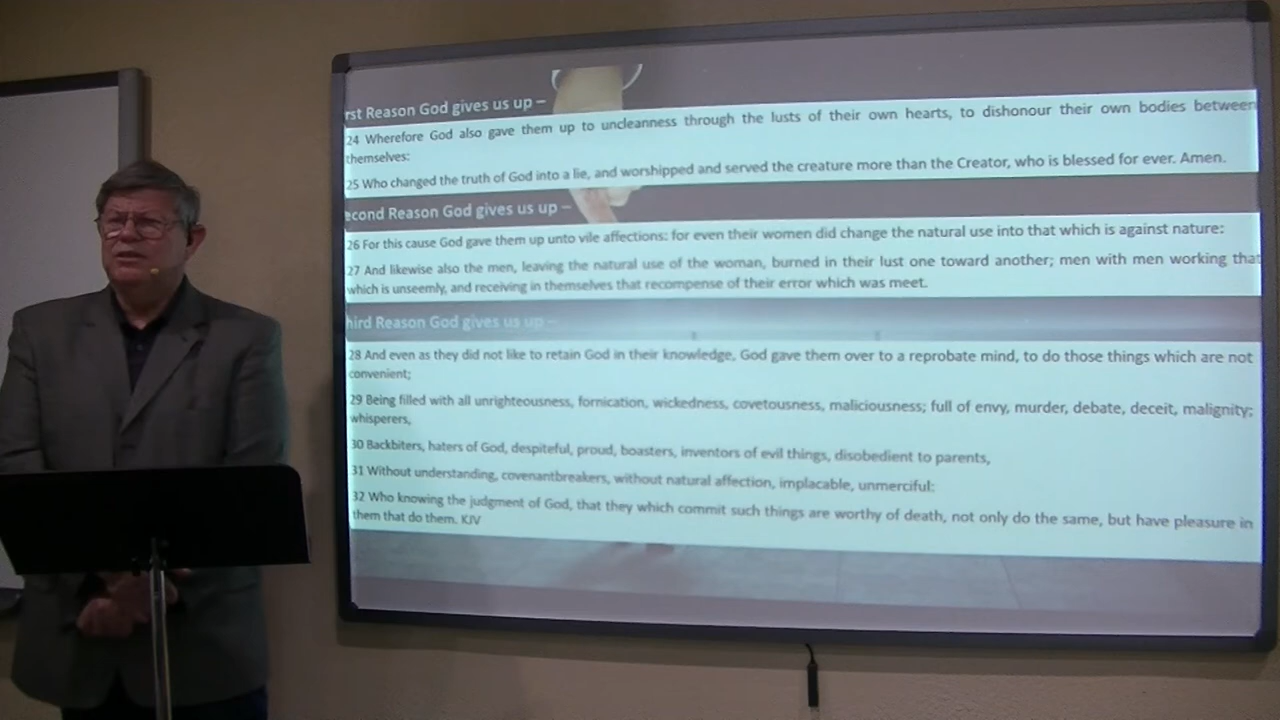 rst Reason God gives us up –
24 Wherefore God also gave them up to uncleanness through the lusts of their own hearts, to dishonour their own bodies between
themselves:
25 Who changed the truth of God into a lie, and worshipped and served the creature more than the Creator, who is blessed for ever. Amen.
econd Reason God gives us up –
26 For this cause God gave them up unto vile affections: for even their women did change the natural use into that which is against nature:
27 And likewise also the men, leaving the natural use of the woman, burned in their lust one toward another; men with men working that
which is unseemly, and receiving in themselves that recompense of their error which was meet.
hird Reason God gives us up –
28 And even as they did not like to retain God in their knowledge, God gave them over to a reprobate mind, to do those things which are not
convenient;
29 Being filled with all unrighteousness, fornication, wickedness, covetousness, maliciousness; full of envy, murder, debate, deceit, malignity;
whisperers,
30 Backbiters, haters of God, despiteful, proud, boasters, inventors of evil things, disobedient to parents,
31 Without understanding, covenantbreakers, without natural affection, implacable, unmerciful:
32 Who knowing the judgment of God, that they which commit such things are worthy of death, not only do the same, but have pleasure in
them that do them. KJV